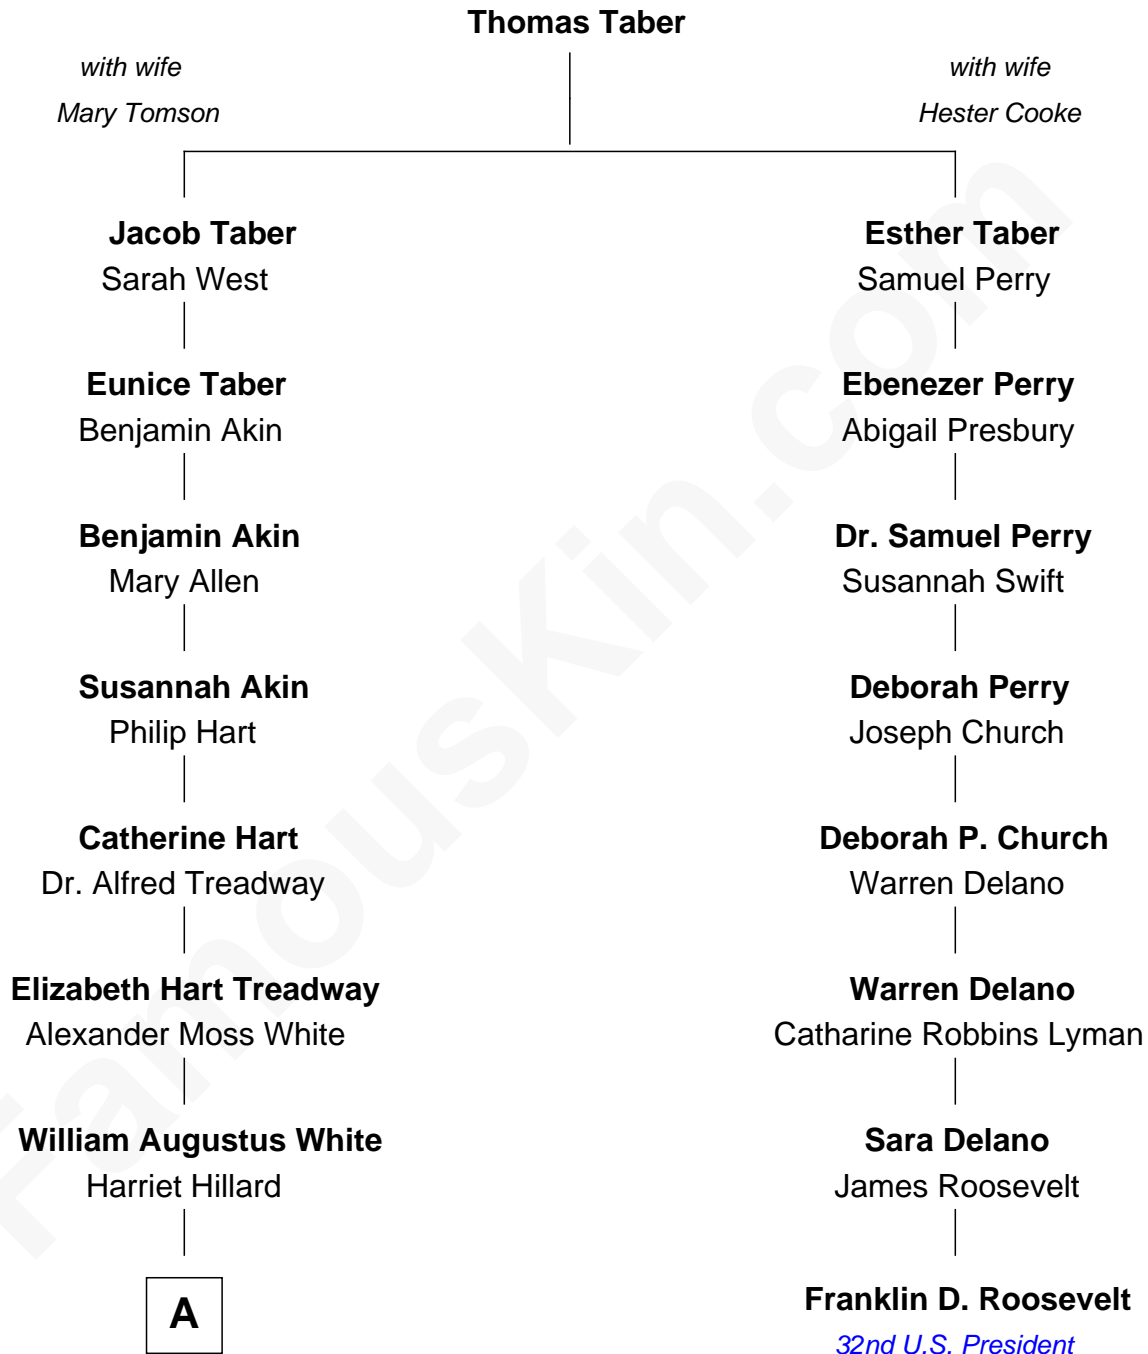 Thomas Taber
with wife
Mary Tomson
with wife
Hester Cooke
Jacob Taber
Sarah West
Esther Taber
Samuel Perry
Eunice Taber
Benjamin Akin
Ebenezer Perry
Abigail Presbury
Benjamin Akin
Mary Allen
Dr. Samuel Perry
Susannah Swift
Susannah Akin
Philip Hart
Deborah Perry
Joseph Church
Catherine Hart
Dr. Alfred Treadway
Deborah P. Church
Warren Delano
Elizabeth Hart Treadway
Alexander Moss White
Warren Delano
Catharine Robbins Lyman
William Augustus White
Harriet Hillard
Sara Delano
James Roosevelt
A
Franklin D. Roosevelt
32nd U.S. President
FamousKin.com